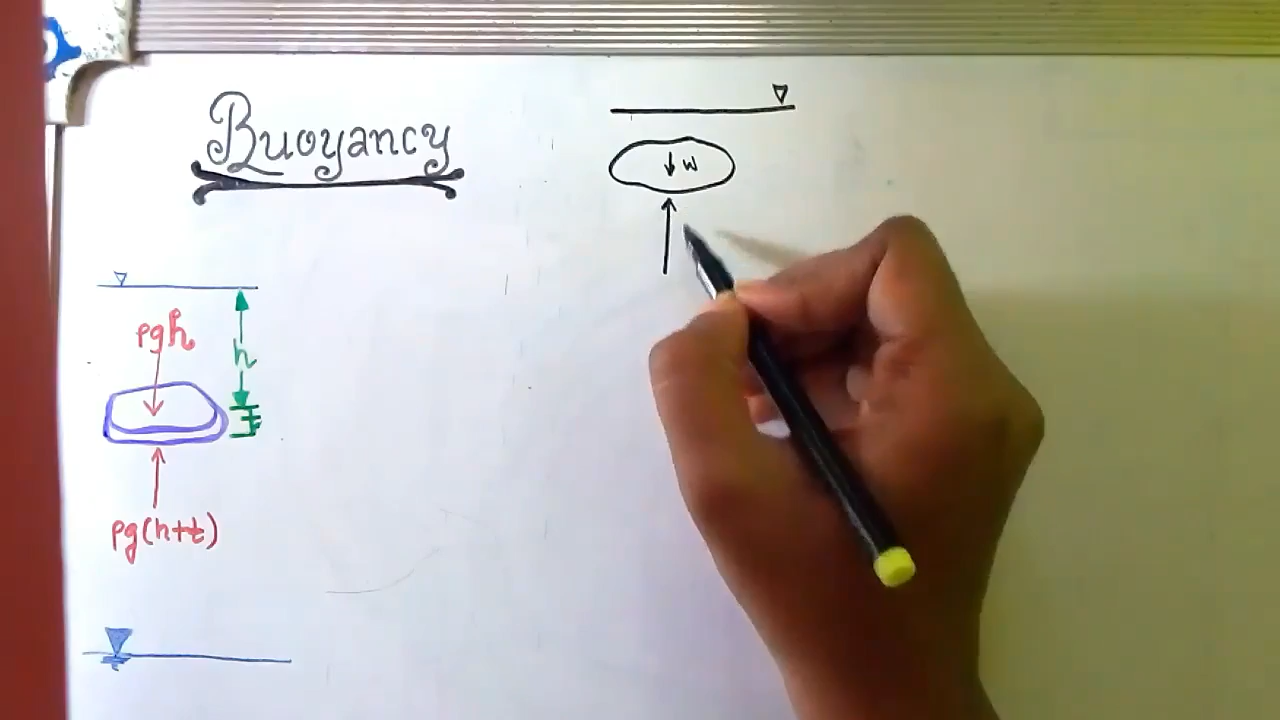 Buoyancy
W
ρgh
h
t
ρg(h+t)